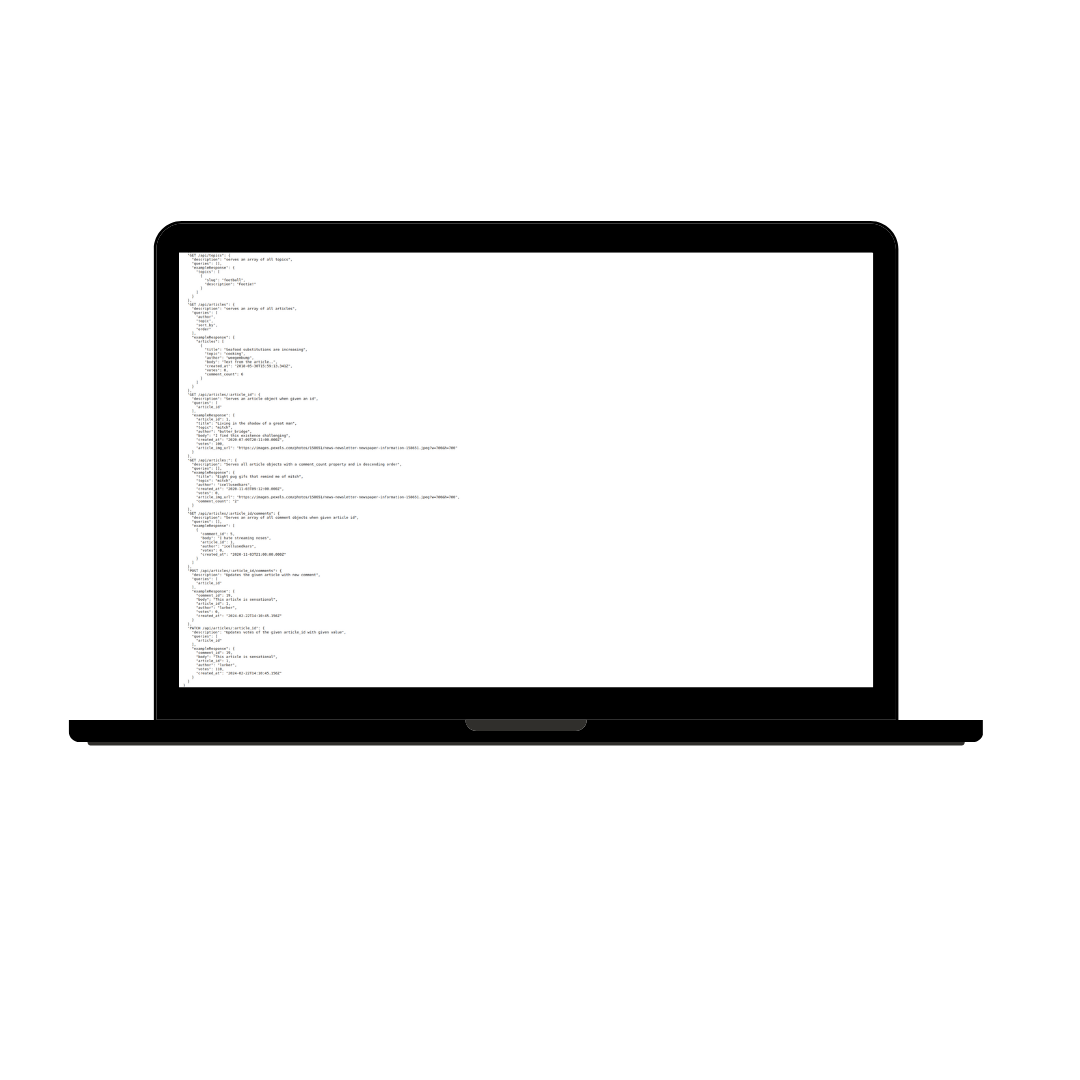 "GET /api/topics": {
"description": "serves an array of all topics",
"queries": [],
"exampleResponse": {
"topics": [
{
"slug": "football",
"description": "Footie!"
}
]
}
},
"GET /api/articles": {
"description": "serves an array of all articles",
"queries": [
"author",
"topic",
"sort_by",
"order"
],
"exampleResponse": {
"articles": [
{
"title": "Seafood substitutions are increasing",
"topic": "cooking",
"author": "weegembump",
"body": "Text from the article..",
"created_at": "2018-05-30T15:59:13.341Z",
"votes": 0,
"comment_count": 6
}
]
}
},
"GET /api/articles/:article_id": {
"description": "Serves an article object when given an id",
"queries": [
"article_id"
],
"exampleResponse": {
"article_id": 1,
"title": "Living in the shadow of a great man",
"topic": "mitch",
"author": "butter_bridge",
"body": "I find this existence challenging",
"created_at": "2020-07-09T20:11:00.000Z",
"votes": 100,
"article_img_url": "https://images.pexels.com/photos/158651/news-newsletter-newspaper-information-158651.jpeg?w=700&h=700"
}
},
"GET /api/articles:": {
"description": "Serves all article objects with a comment_count property and in descending order",
"queries": [],
"exampleResponse": {
"title": "Eight pug gifs that remind me of mitch",
"topic": "mitch",
"author": "icellusedkars",
"created_at": "2020-11-03T09:12:00.000Z",
"votes": 0,
"article_img_url": "https://images.pexels.com/photos/158651/news-newsletter-newspaper-information-158651.jpeg?w=700&h=700",
"comment_count": "2"
}
},
"GET /api/articles/:article_id/comments": {
"description": "Serves an array of all comment objects when given article id",
"queries": [],
"exampleResponse": [
{
"comment_id": 5,
"body": "I hate streaming noses",
"article_id": 1,
"author": "icellusedkars",
"votes": 0,
"created_at": "2020-11-03T21:00:00.000Z"
}
]
},
"POST /api/articles/:article_id/comments": {
"description": "Updates the given article with new comment",
"queries": [
"article_id"
],
"exampleResponse": {
"comment_id": 19,
"body": "This article is sensational",
"article_id": 1,
"author": "lurker",
"votes": 0,
"created_at": "2024-02-22T14:10:45.150Z"
}
},
"PATCH /api/articles/:article_id": {
"description": "Updates votes of the given article_id with given value",
"queries": [
"article_id"
],
"exampleResponse": {
"comment_id": 19,
"body": "This article is sensational",
"article_id": 1,
"author": "lurker",
"votes": 110,
"created_at": "2024-02-22T14:10:45.150Z"
}
}
}